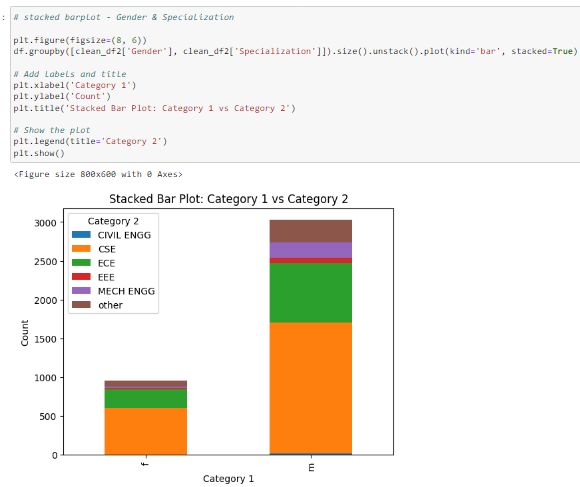 : # stacked barplot - Gender & Specialization
plt.figure(figsize=(8, 6))
df.groupby([clean_df2['Gender'], clean_df2['Specialization']]).size().unstack().plot(kind='bar', stacked=True)
# Add labels and title
plt.xlabel('Category 1')
plt.ylabel('Count')
plt.title('Stacked Bar Plot: Category 1 vs Category 2')
# Show the plot
plt.legend(title='Category 2')
plt.show()
<Figure size 800x600 with 0 Axes>
Stacked Bar Plot: Category 1 vs Category 2
Category 2
CIVIL ENGG
CSE
ECE
EEE
MECH ENGG
other
3000
2500
2000
1500
1000
500
0
Count
f
m
Category 1